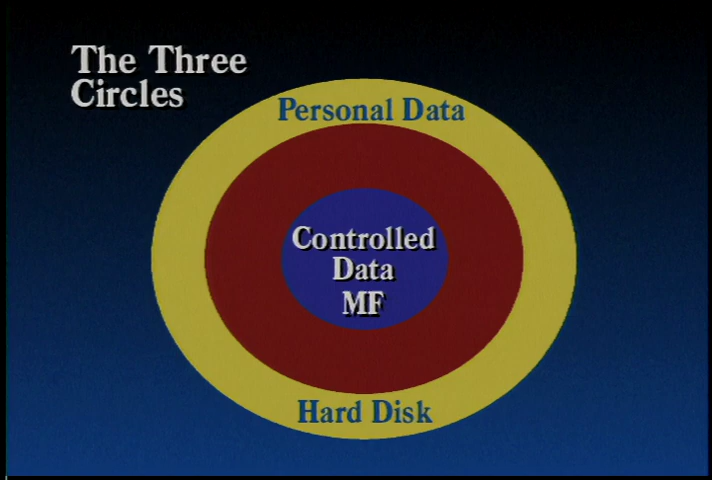 The Three
Circles
Personal Data
Controlled
Data
MF
Hard Disk